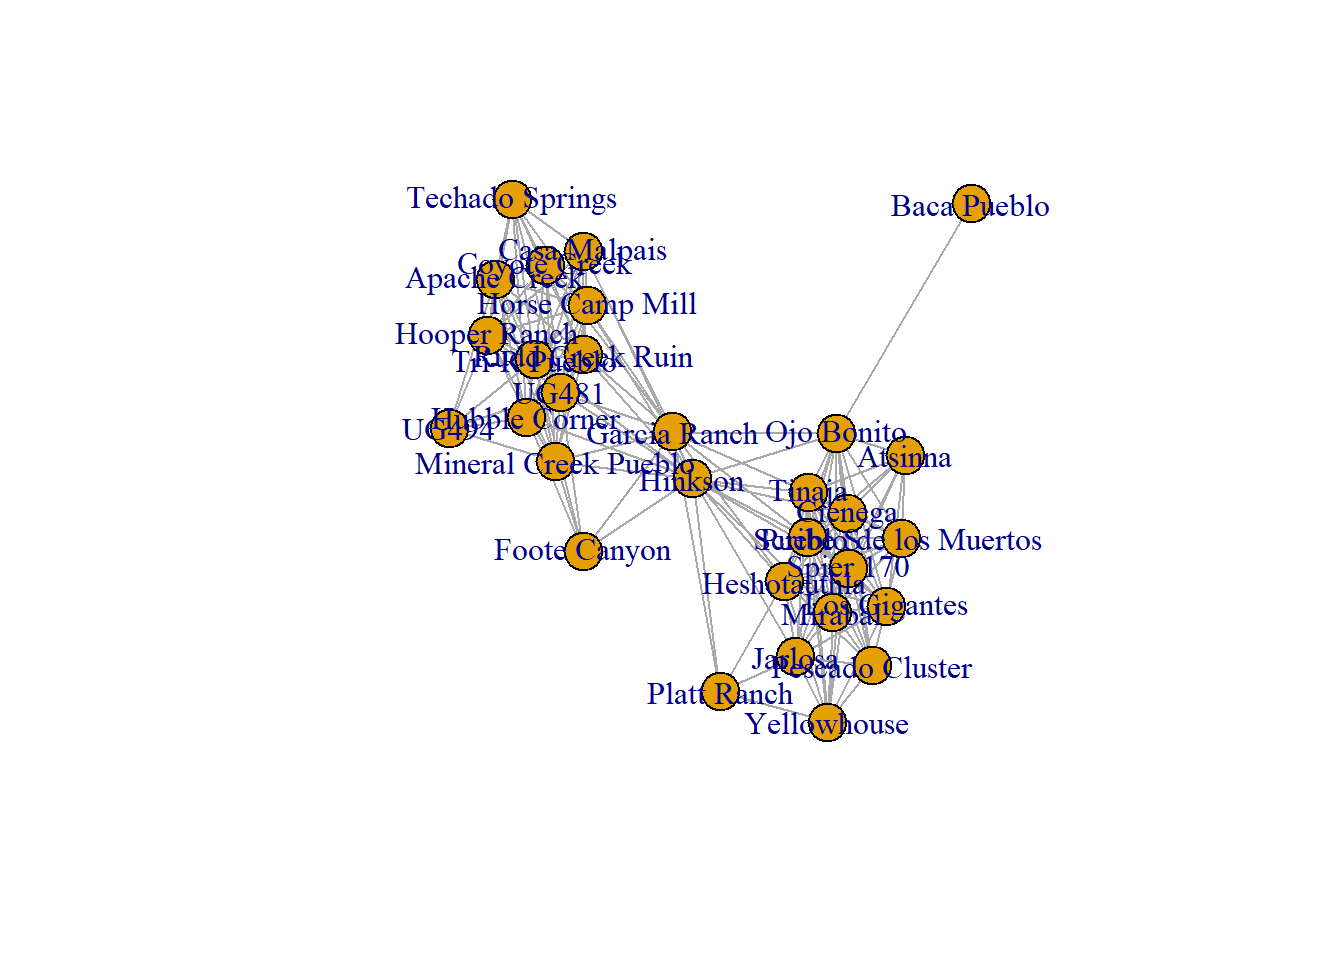 Techado Springs
Baca Pueblo
Casa Malpais
Coyote Creek
Apache Creek
Horse Camp Mill
Hooper Ranch
Rudd Creek Ruin
Tri-R Pueblo
UG481
Hubble Corner
UG494
Garcia Ranch
Ojo Bonito
Atsinna
Mineral Creek Pueblo
Hinkson
Tinaja
Cienega
Pueblo de los Muertos
Foote Canyon
Spier 170
Heshotauthla
Los Gigantes
Mirabal
Jarlosa
Pescado Cluster
Platt Ranch
Yellowhouse